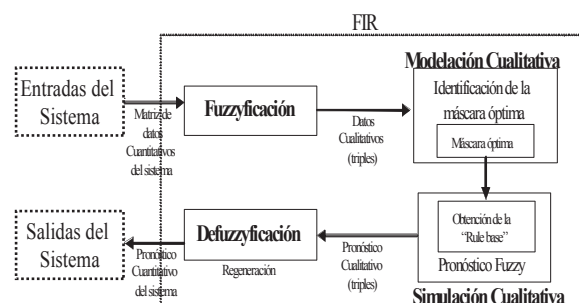 FIR
Modelación Cualitativa
Entradas del
Sistema
Matriz de
datos
Cuantitativos
del sistema
Fuzzyficación
Datos
Cualitativos
(triples)
Identificación de la
máscara óptima
Máscara óptima
Salidas del
Sistema
Pronóstico
Cuantitativo
del sistema
Defuzzyficación
Regeneración
Pronóstico
Cualitativo
(triples)
Obtención de la
“Rule base”
Pronóstico Fuzzy
Simulación Cualitativa